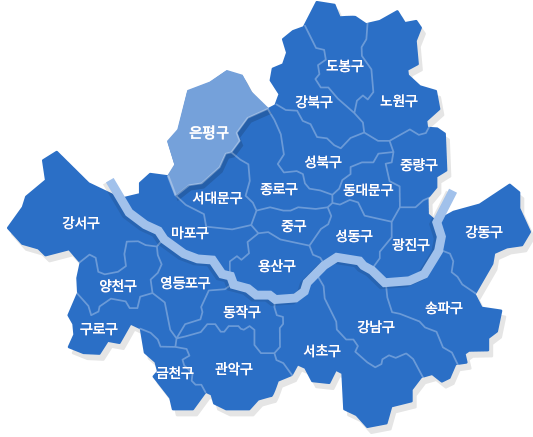 도봉구
강북구
노원구
은평구
성북구
중랑구
종로구
동대문구
서대문구
강서구
마포구
중구
성동구
광진구
강동구
용산구
양천구
영등포구
동작구
송파구
구로구
강남구
서초구
금천구
관악구